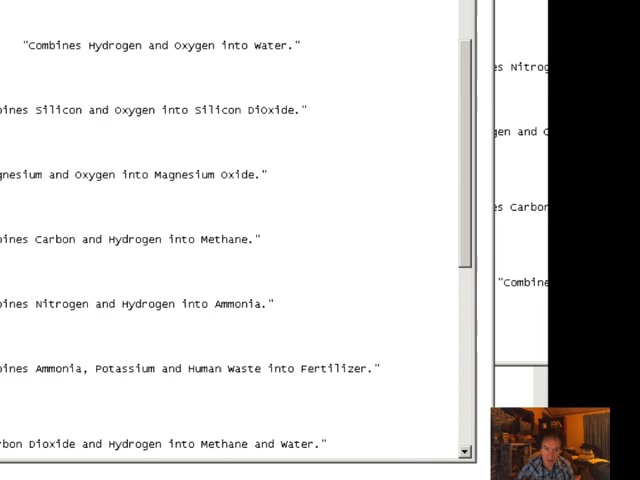 "Combines Hydrogen and Oxygen into Water."
bines Silicon and Oxygen into Silicon DiOxide."
gnesium and Oxygen into Magnesium Oxide."
bines Carbon and Hydrogen into Methane."
bines Nitrogen and Hydrogen into Ammonia."
bines Ammonia, Potassium and Human Waste into Fertilizer."
rbon Dioxide and Hydrogen into Methane and Water."
es Nitrog
gen and
es Carbon
"Combine